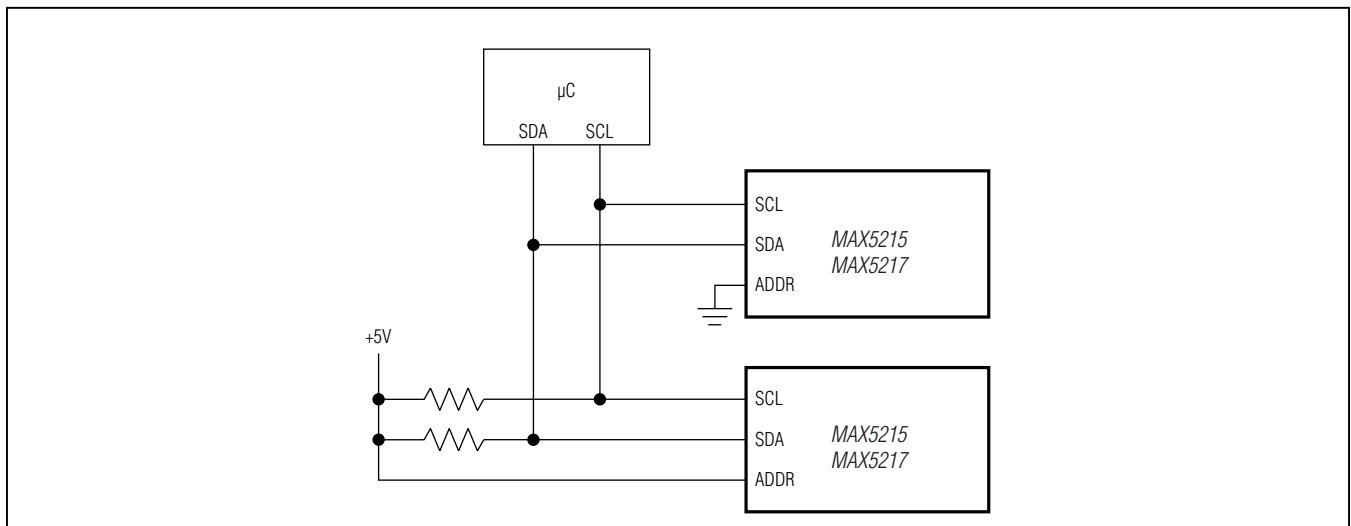 µC
SDA SCL
SCL
SDA
ADDR
MAX5215
MAX5217
+5V
SCL
SDA
ADDR
MAX5215
MAX5217